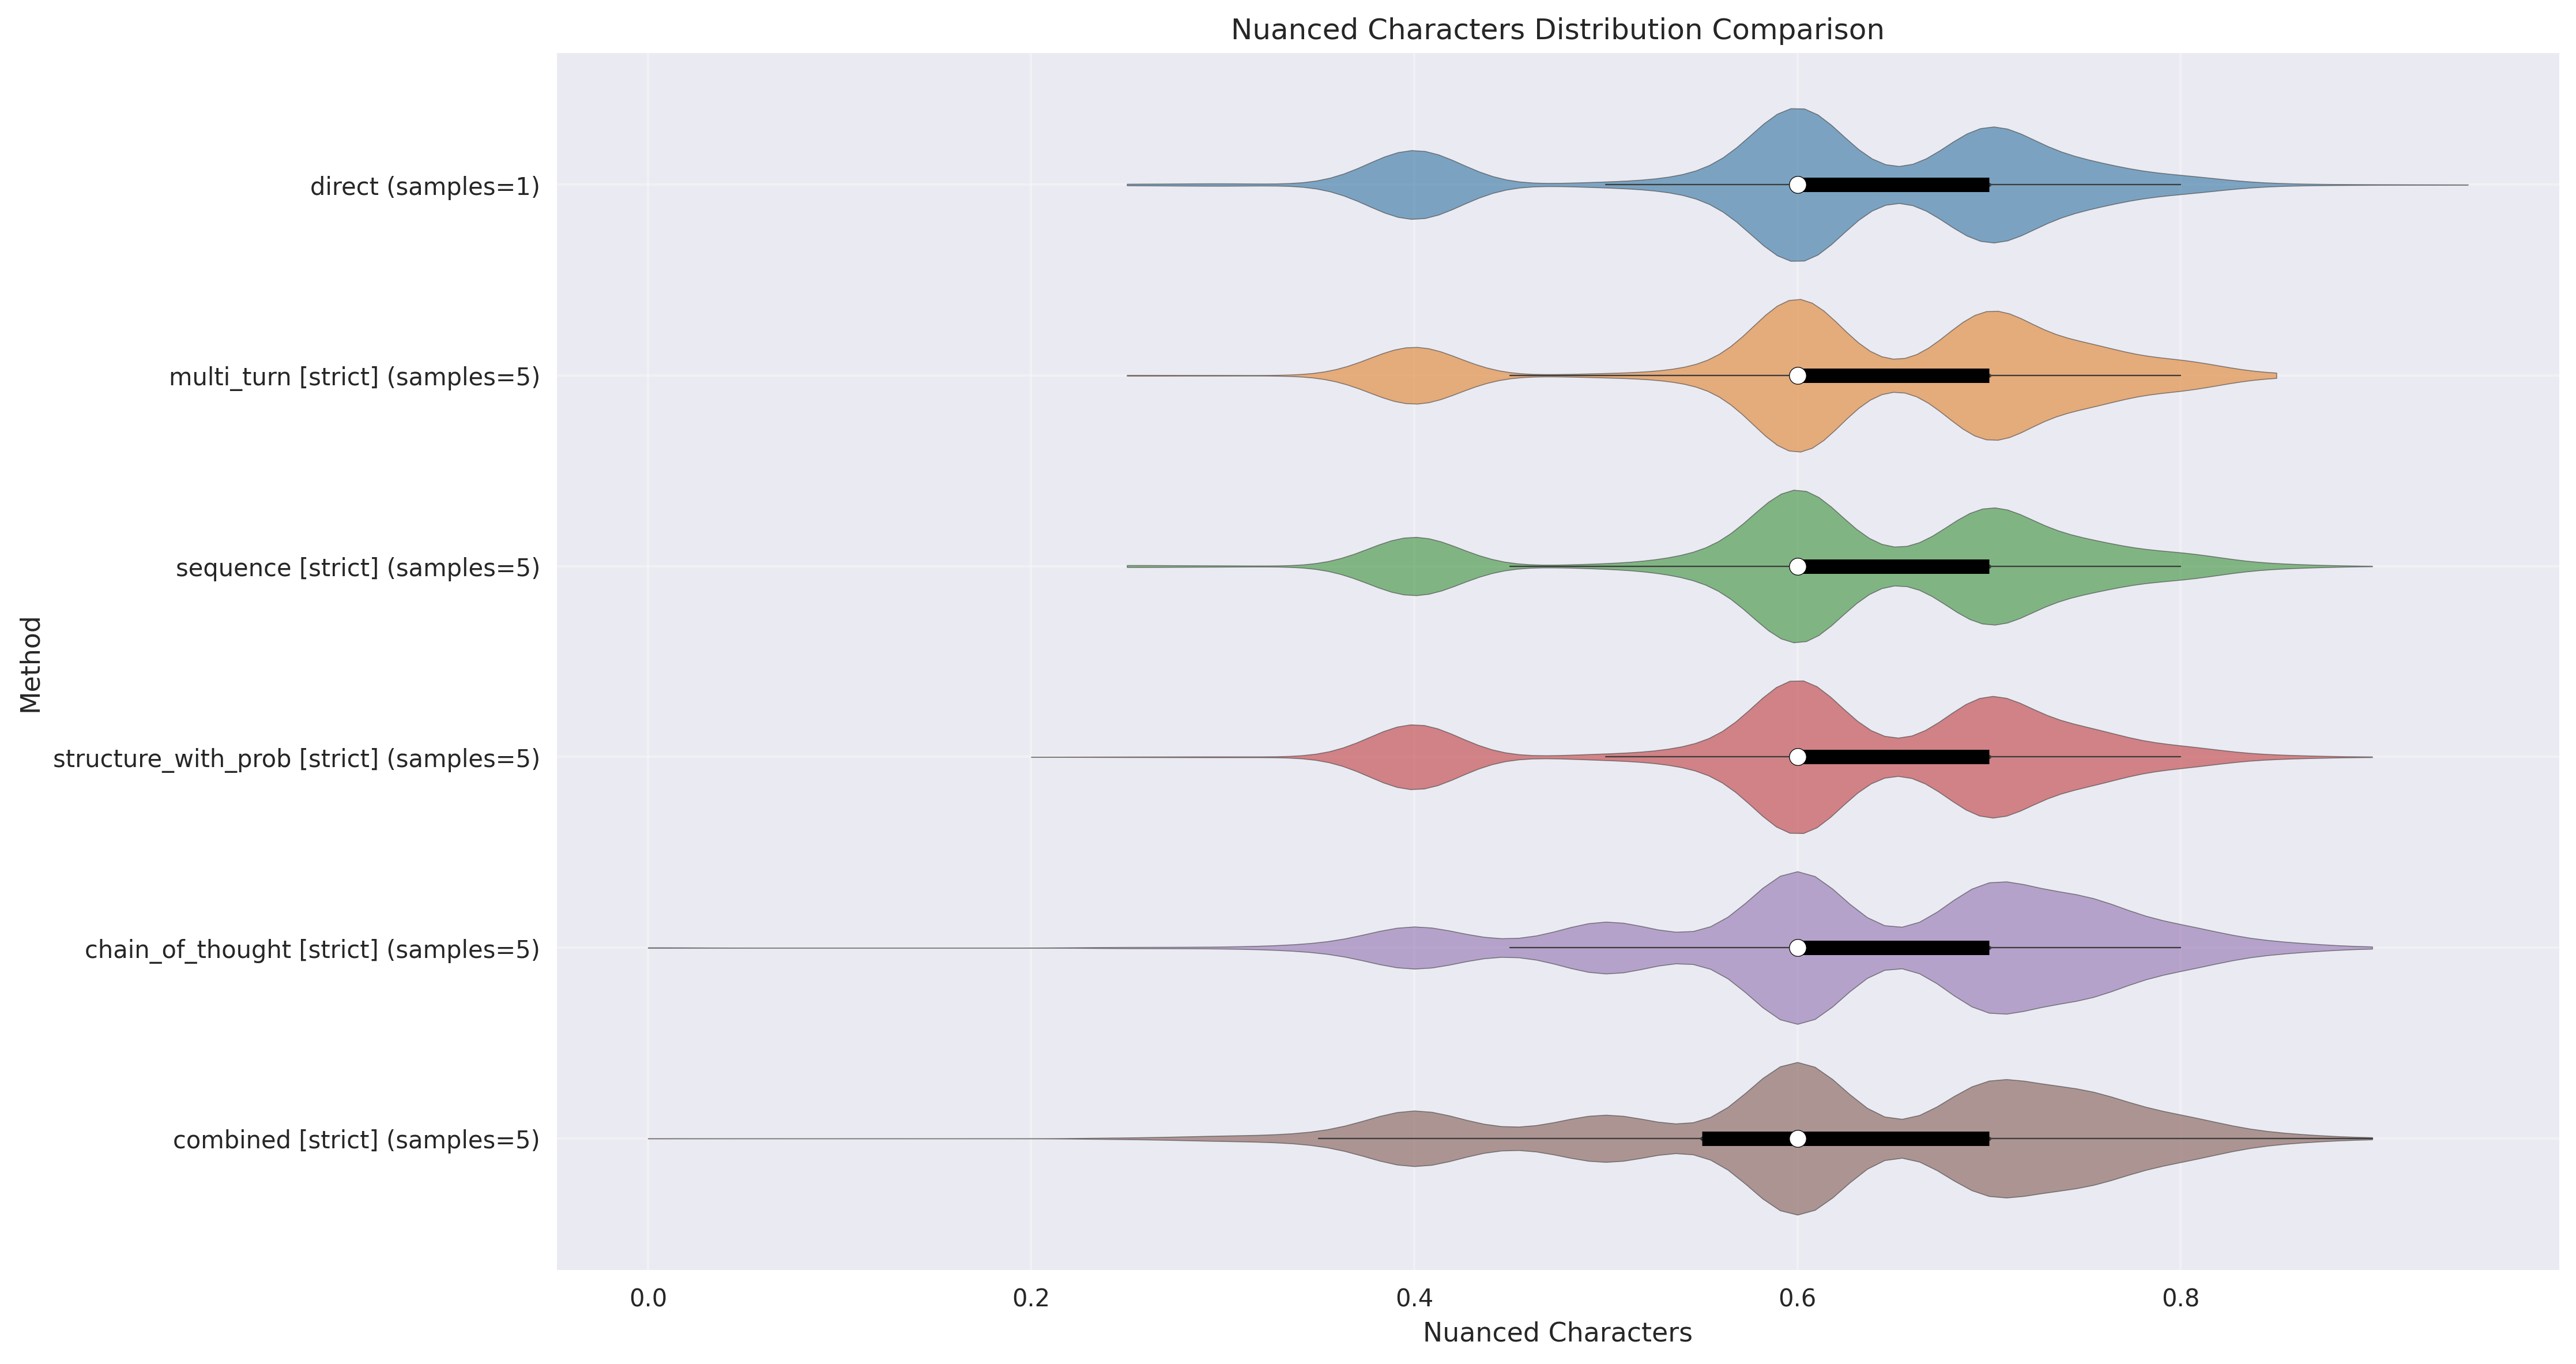 Nuanced Characters Distribution Comparison
direct (samples=1)
multi_turn [strict] (samples=5)
sequence [strict] (samples=5)
structure_with_prob [strict] (samples=5)
chain_of_thought [strict] (samples=5)
combined [strict] (samples=5)
Method
0.0
0.2
0.4
0.6
0.8
Nuanced Characters